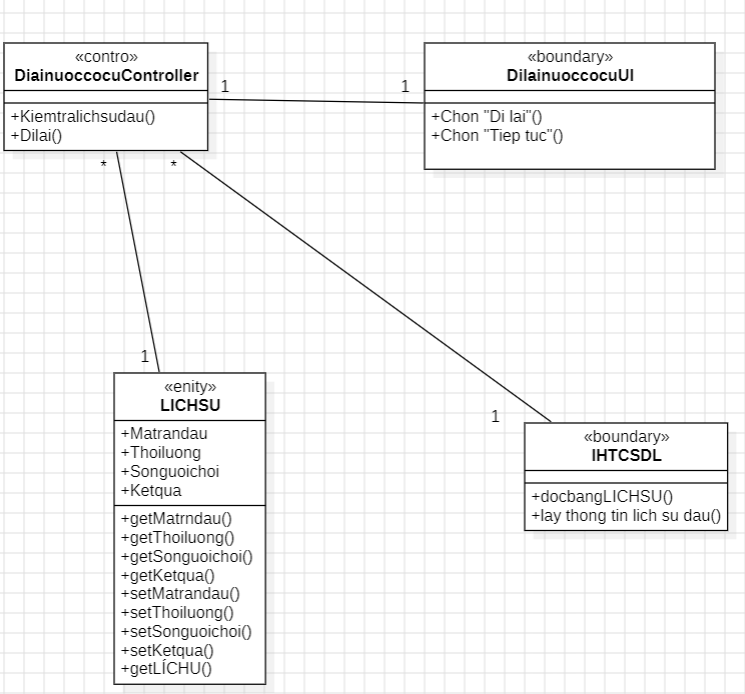 «contro»
DiainuoccocuController
+Kiemtralichsudau()
+Dilai()
1
1
«boundary»
DilainuoccocuUI
+Chon "Di lai"()
+Chon "Tiep tuc"()
*
*
1
«enity»
LICHSU
+Matrandau
+Thoiluong
+Songuoichoi
+Ketqua
+getMatrndau()
+getThoiluong()
+getSonguoichoi()
+getKetqua()
+setMatrandau()
+setThoiluong()
+setSonguoichoi()
+setKetqua()
+getLÍCHU()
1
«boundary»
IHTCSDL
+docbangLICHSU()
+lay thong tin lich su dau()